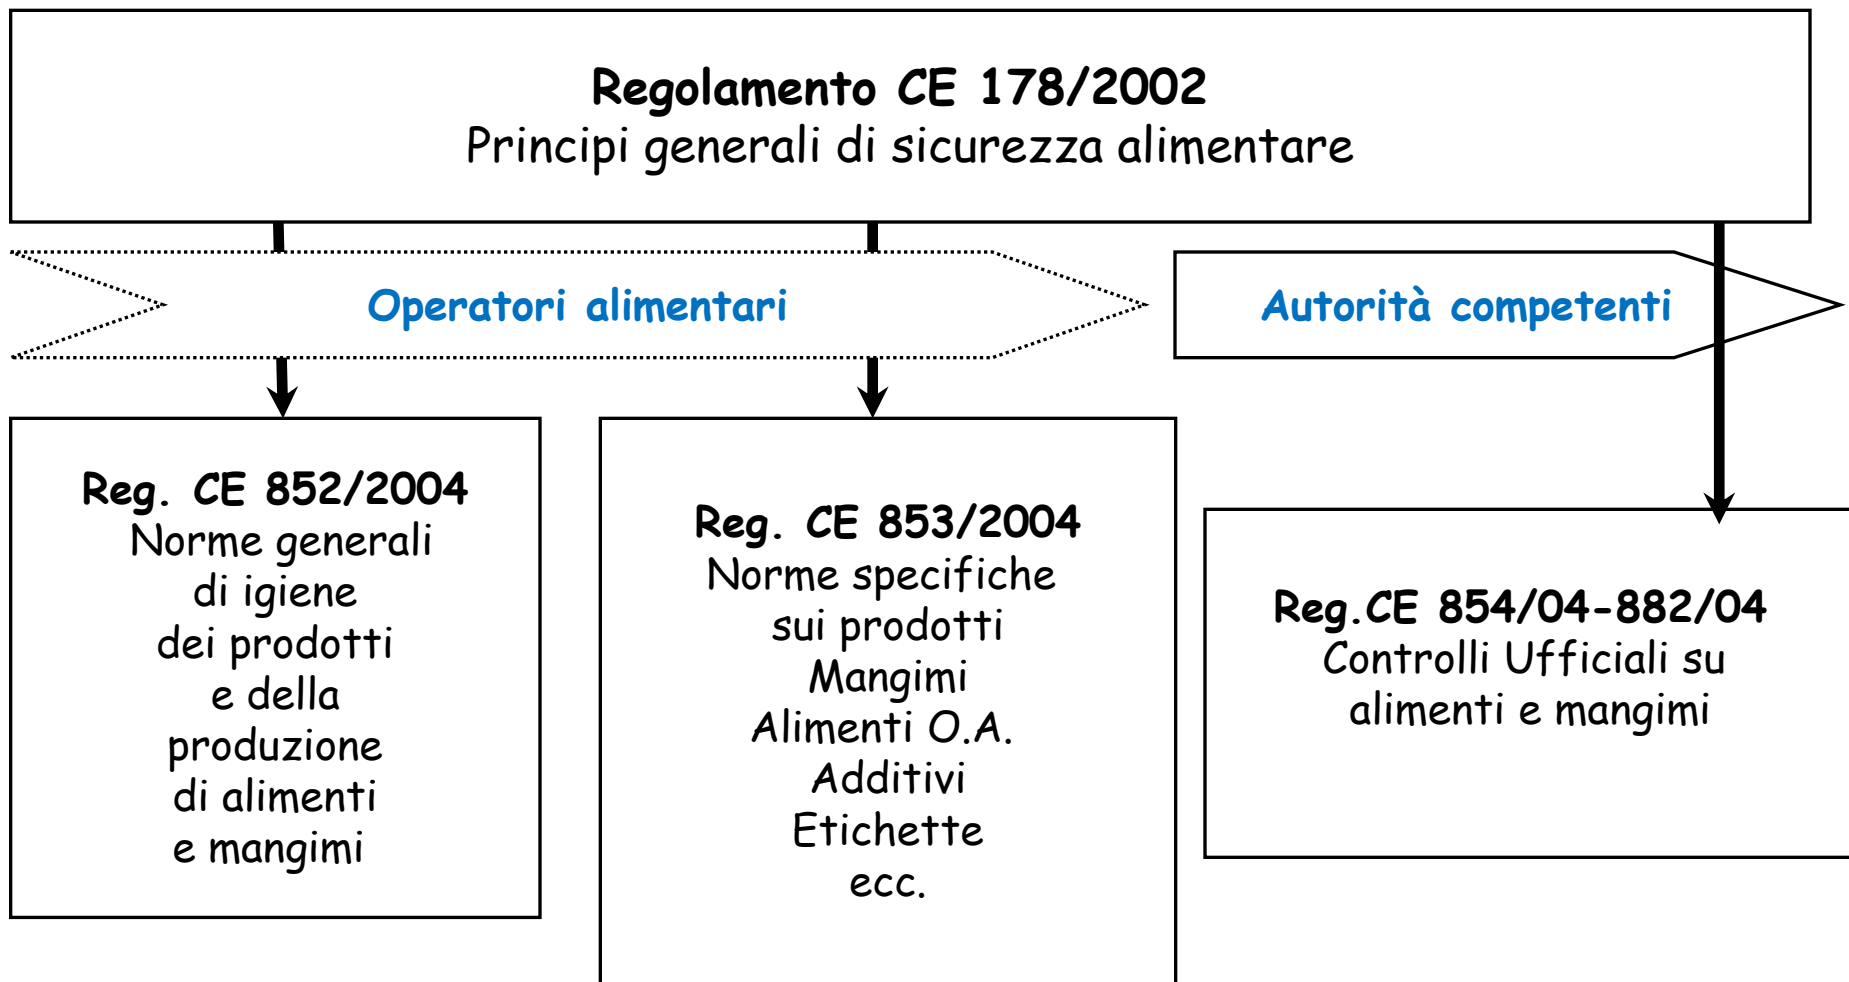 Regolamento CE 178/2002
Principi generali di sicurezza alimentare
Operatori alimentari
Autorità competenti
Reg. CE 852/2004
Norme generali
di igiene
dei prodotti
e della
produzione
di alimenti
e mangimi
Reg. CE 853/2004
Norme specifiche
sui prodotti
Mangimi
Alimenti O.A.
Additivi
Etichette
ecc.
Reg.CE 854/04-882/04
Controlli Ufficiali su
alimenti e mangimi